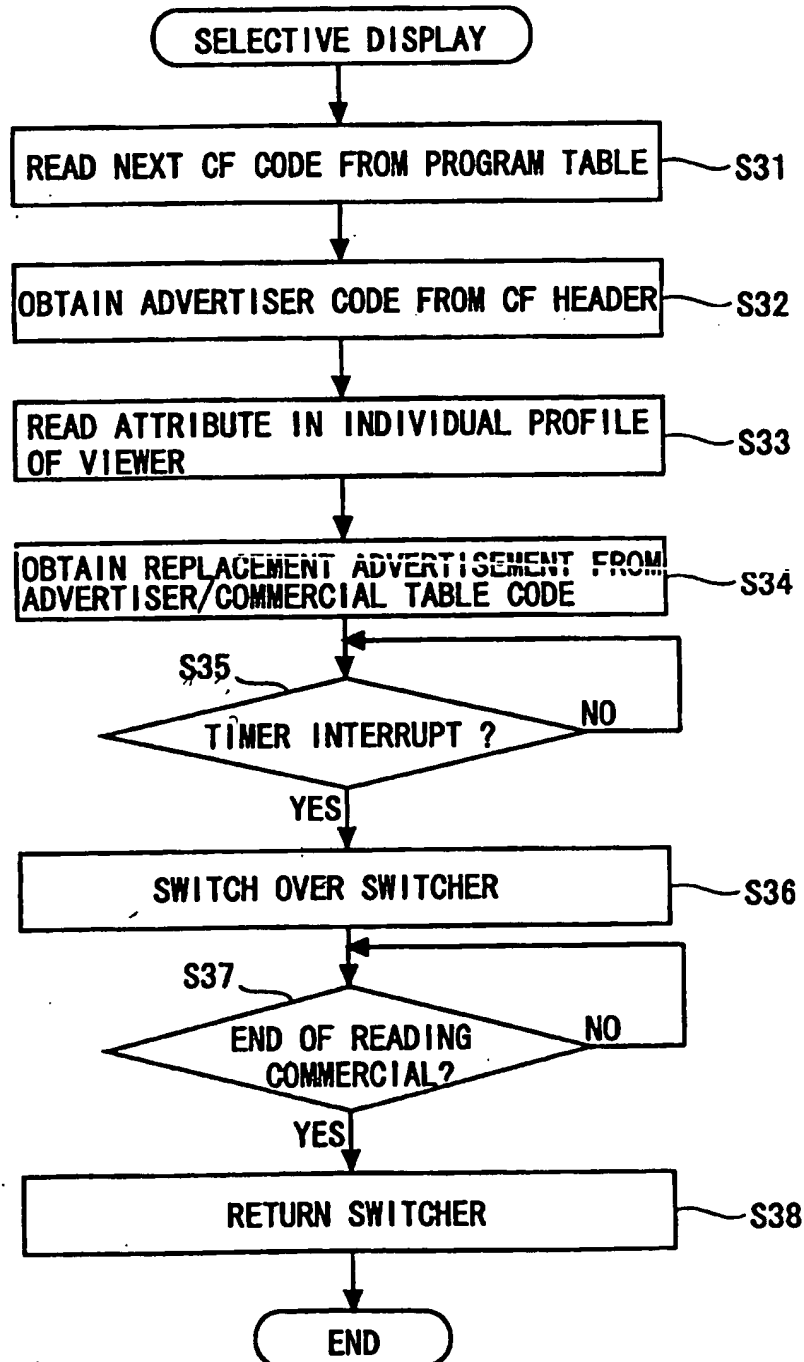 SELECTIVE DISPLAY
READ NEXT CF CODE FROM PROGRAM TABLE
S31
OBTAIN ADVERTISER CODE FROM CF HEADER
S32
READ ATTRIBUTE IN INDIVIDUAL PROFILE
OF VIEWER
S33
OBTAIN REPLACEMENT ADVERTISEMENT FROM
ADVERTISER/COMMERCIAL TABLE CODE
S34
S35
TIMER INTERRUPT ?
NO
YES
SWITCH OVER SWITCHER
S36
S37
END OF READING
COMMERCIAL?
NO
YES
RETURN SWITCHER
S38
END